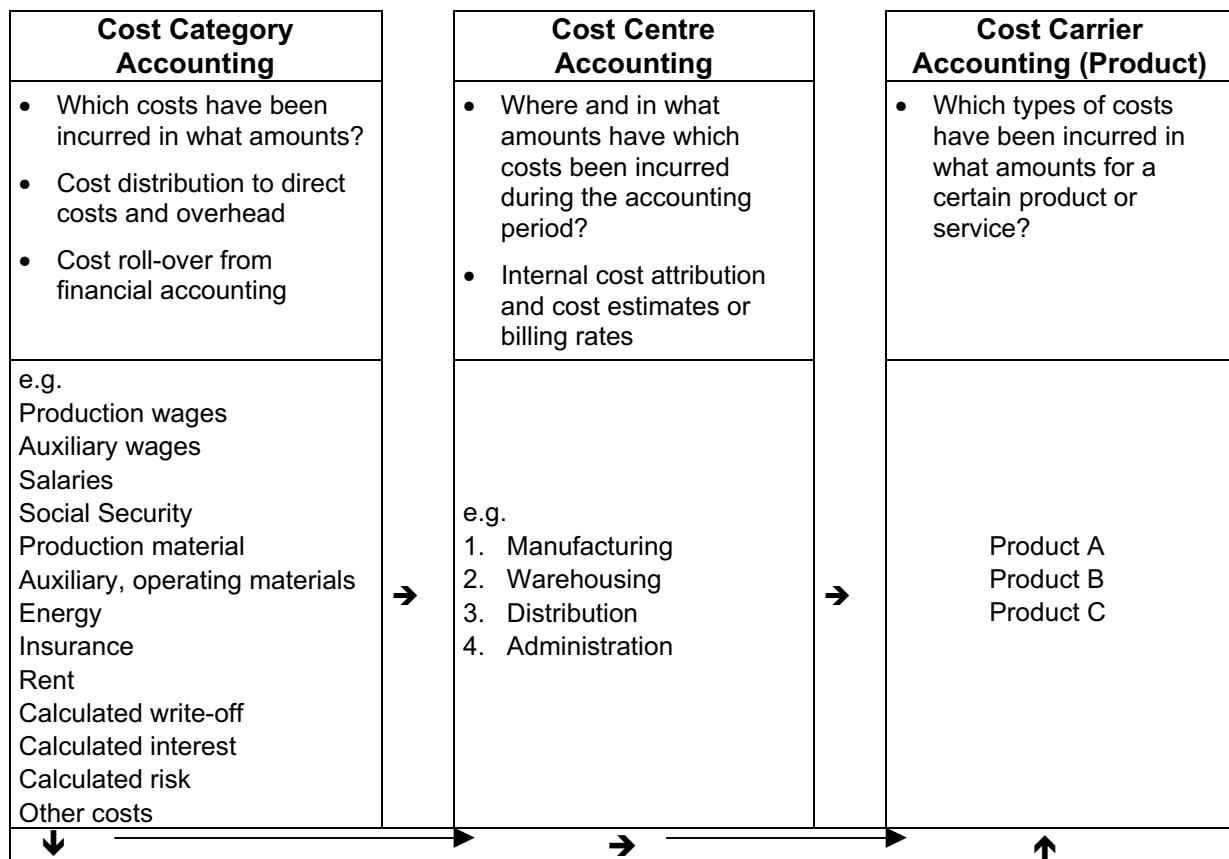 Cost Category
Accounting
• Which costs have been
incurred in what amounts?
• Cost distribution to direct
costs and overhead
• Cost roll-over from
financial accounting
e.g.
Production wages
Auxiliary wages
Salaries
Social Security
Production material
Auxiliary, operating materials
Energy
Insurance
Rent
Calculated write-off
Calculated interest
Calculated risk
Other costs
Cost Centre
Accounting
• Where and in what
amounts have which
costs been incurred
during the accounting
period?
• Internal cost attribution
and cost estimates or
billing rates
e.g.
1. Manufacturing
2. Warehousing
3. Distribution
4. Administration
Cost Carrier
Accounting (Product)
• Which types of costs
have been incurred in
what amounts for a
certain product or
service?
Product A
Product B
Product C